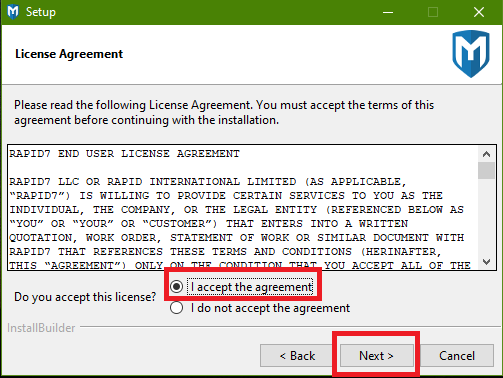 Setup
License Agreement
Please read the following License Agreement. You must accept the terms of this
agreement before continuing with the installation.
RAPID7 END USER LICENSE AGREEMENT
RAPID7 LLC OR RAPID INTERNATIONAL LIMITED (AS APPLICABLE,
“RAPID7”) IS WILLING TO PROVIDE CERTAIN SERVICES TO YOU AS THE
INDIVIDUAL, THE COMPANY, OR THE LEGAL ENTITY (REFERENCED BELOW AS
“YOU” OR “YOUR” OR “CUSTOMER”) THAT ENTERS INTO A WRITTEN
QUOTATION, WORK ORDER, STATEMENT OF WORK OR SIMILAR DOCUMENT WITH
RAPID7 THAT REFERENCES THESE TERMS AND CONDITIONS (HERINAFTER,
THIS “AGREEMENT”) ONLY ON THE CONDITION THAT YOU ACCEPT ALL OF THE
Do you accept this license?
I accept the agreement
I do not accept the agreement
InstallBuilder
< Back
Next >
Cancel